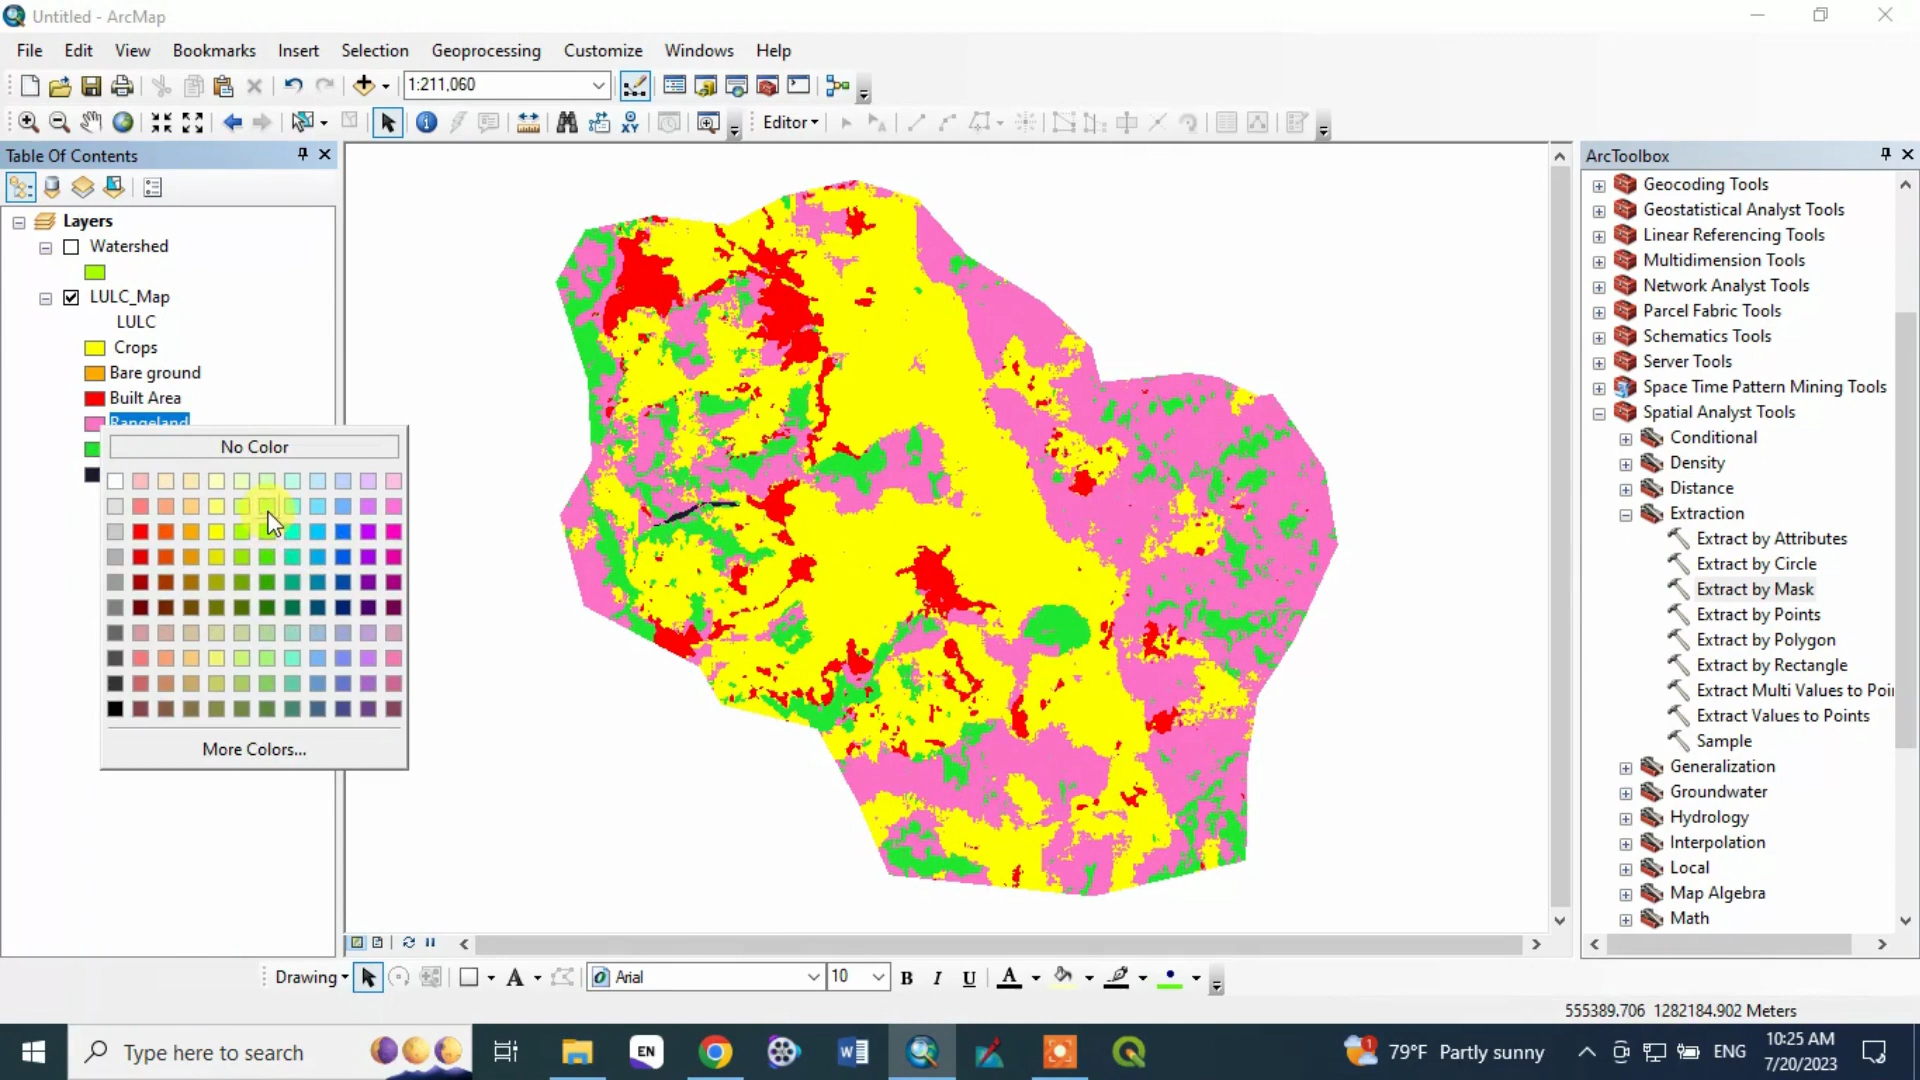 Untitled - ArcMap
File Edit View Bookmarks Insert Selection Geoprocessing Customize Windows Help
1:211,060
Editor
Table Of Contents
Layers
Watershed
LULC_Map
LULC
Crops
Bare ground
Built Area
Rangeland
No Color
More Colors...
ArcToolbox
Geocoding Tools
Geostatistical Analyst Tools
Linear Referencing Tools
Multidimension Tools
Network Analyst Tools
Parcel Fabric Tools
Schematics Tools
Server Tools
Space Time Pattern Mining Tools
Spatial Analyst Tools
Conditional
Density
Distance
Extraction
Extract by Attributes
Extract by Circle
Extract by Mask
Extract by Points
Extract by Polygon
Extract by Rectangle
Extract Multi Values to Poi
Extract Values to Points
Sample
Generalization
Groundwater
Hydrology
Interpolation
Local
Map Algebra
Math
Drawing A Arial 10 B I U A
555389.706 1282184.902 Meters
Type here to search EN 79°F Partly sunny ENG 10:25 AM
7/20/2023